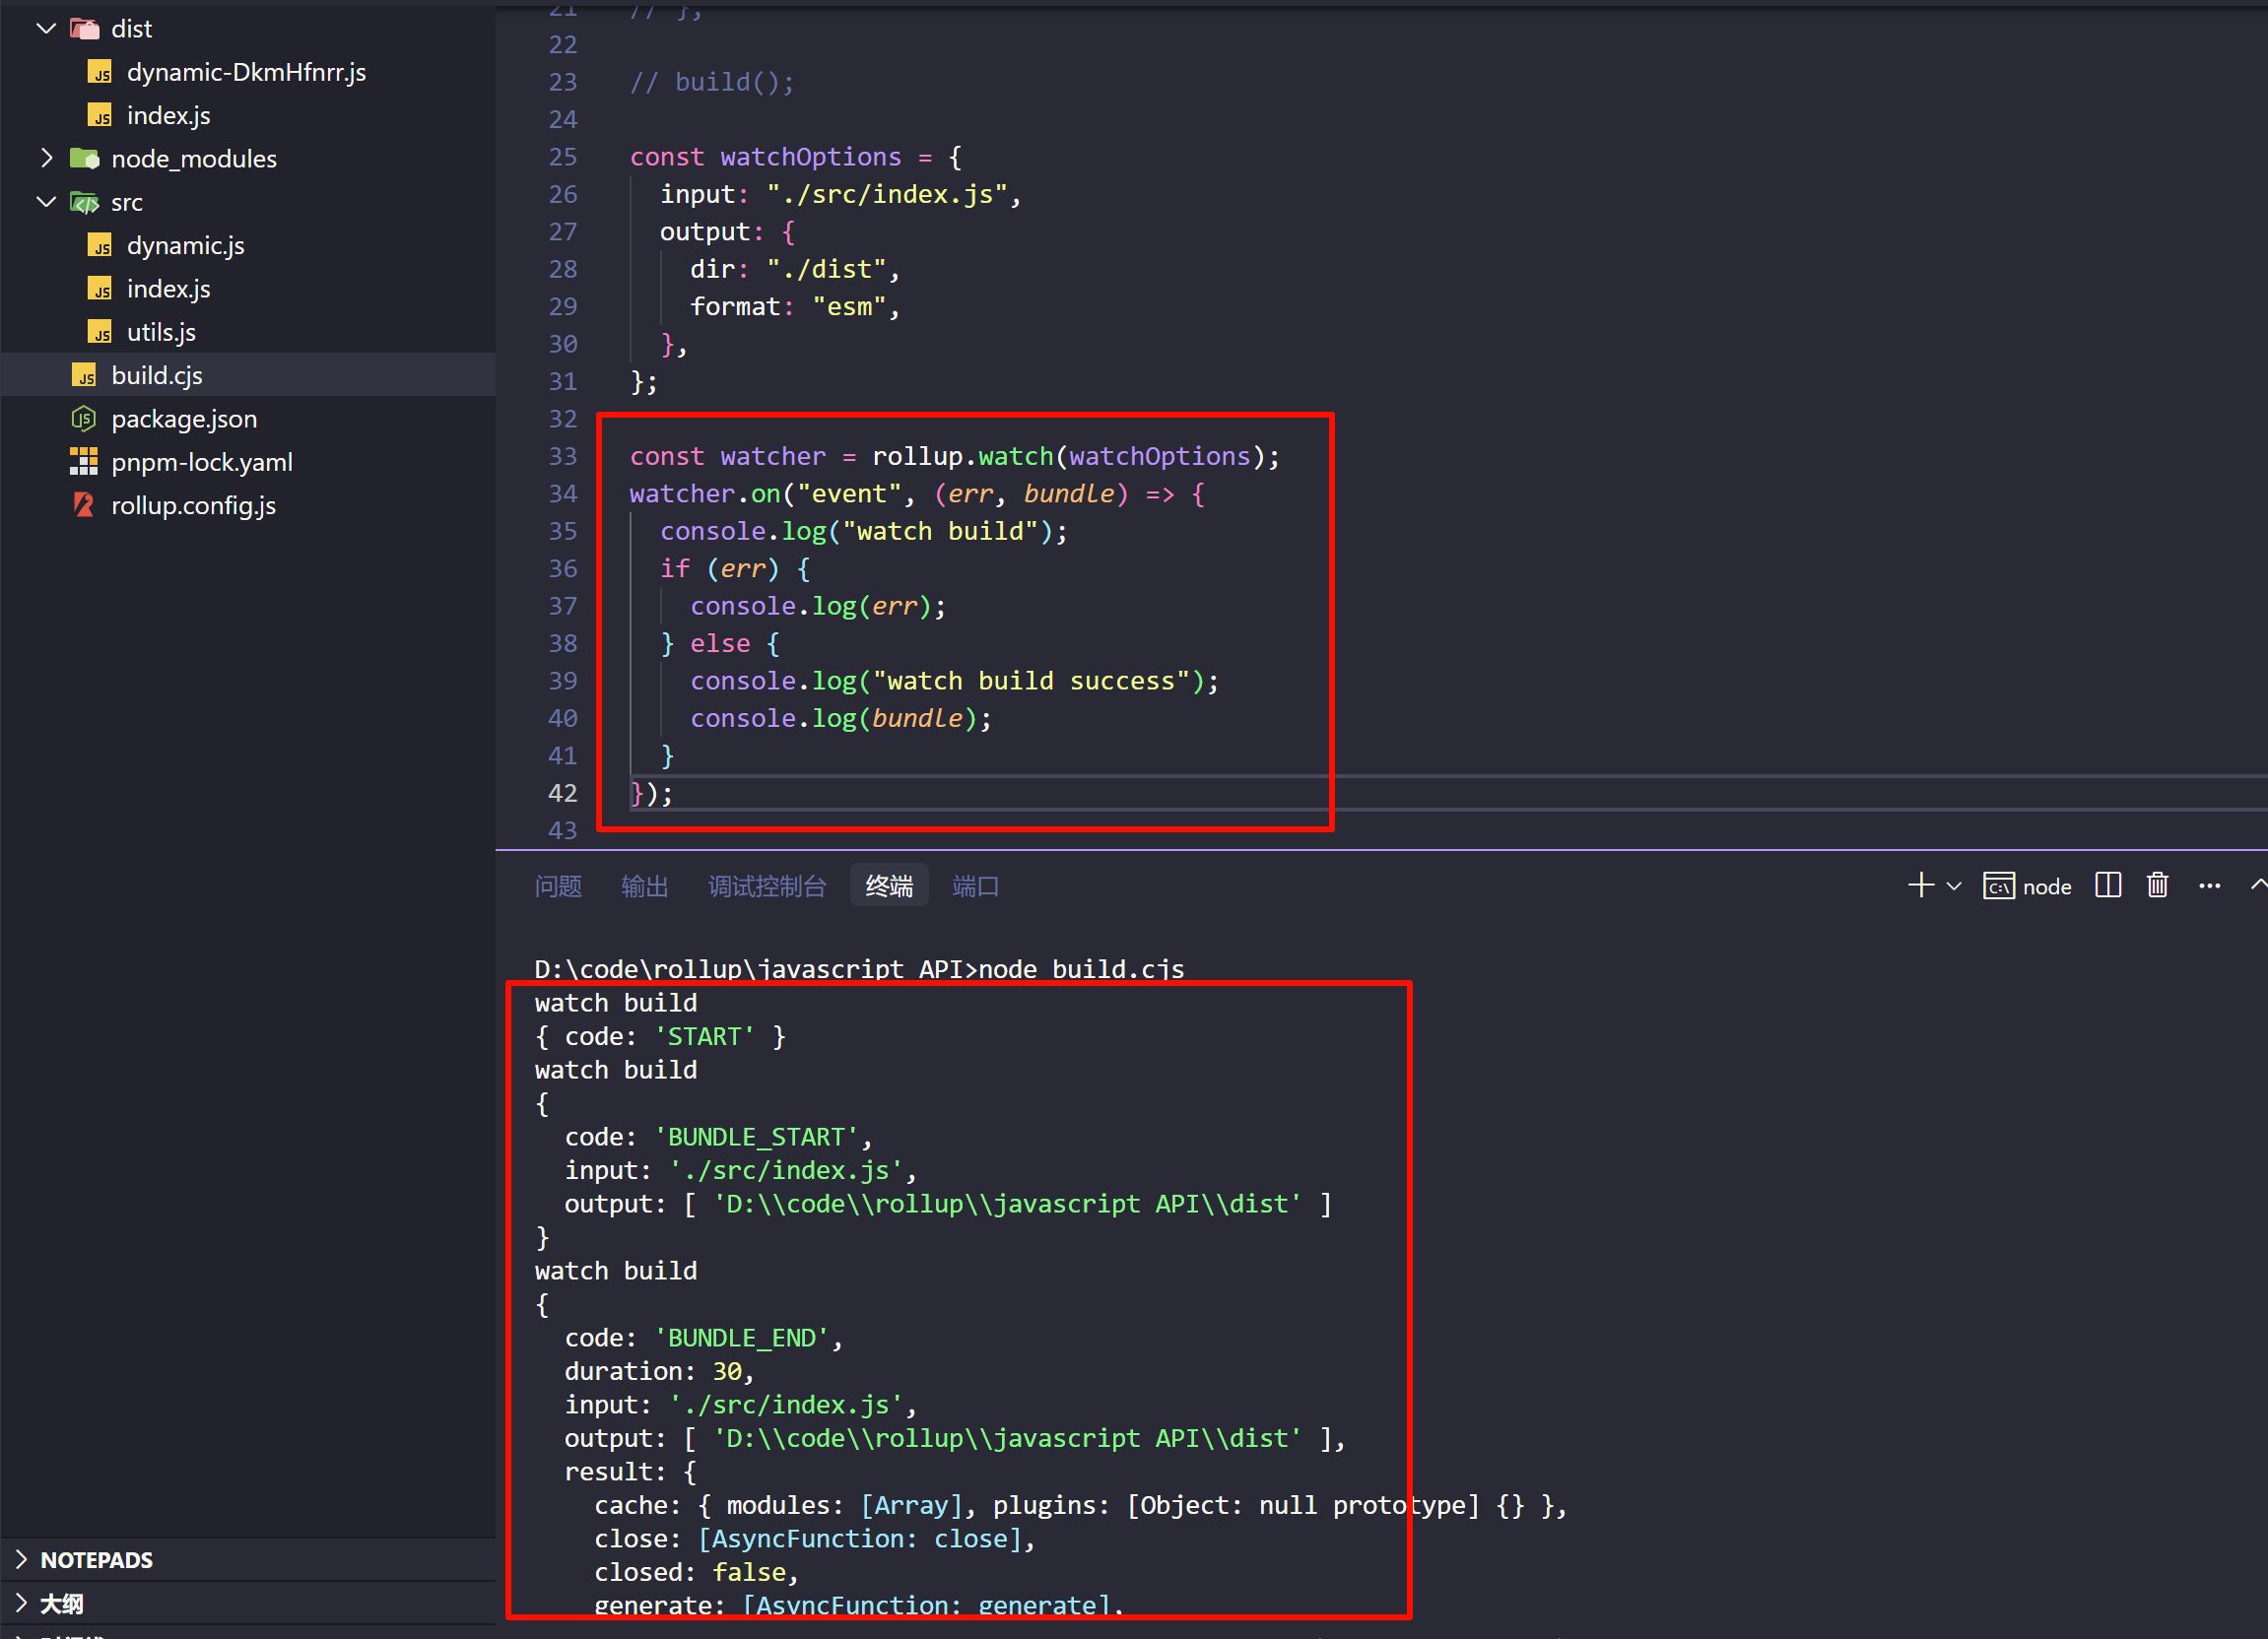 dist
dynamic-DkmHfnrr.js
index.js
node_modules
src
dynamic.js
index.js
utils.js
build.cjs
package.json
pnpm-lock.yaml
rollup.config.js
NOTEPADS
大纲
21 // };
22
23 // build();
24
25 const watchOptions = {
26 input: "./src/index.js",
27 output: {
28 dir: "./dist",
29 format: "esm",
30 },
31 };
32
33 const watcher = rollup.watch(watchOptions);
34 watcher.on("event", (err, bundle) => {
35 console.log("watch build");
36 if (err) {
37 console.log(err);
38 } else {
39 console.log("watch build success");
40 console.log(bundle);
41 }
42 });
43
问题 输出 调试控制台 终端 端口 node
D:\code\rollup\javascript API>node build.cjs
watch build
{ code: 'START' }
watch build
{
code: 'BUNDLE_START',
input: './src/index.js',
output: [ 'D:\\code\\rollup\\javascript API\\dist' ]
}
watch build
{
code: 'BUNDLE_END',
duration: 30,
input: './src/index.js',
output: [ 'D:\\code\\rollup\\javascript API\\dist' ],
result: {
cache: { modules: [Array], plugins: [Object: null prototype] {} },
close: [AsyncFunction: close],
closed: false,
generate: [AsyncFunction: generate],